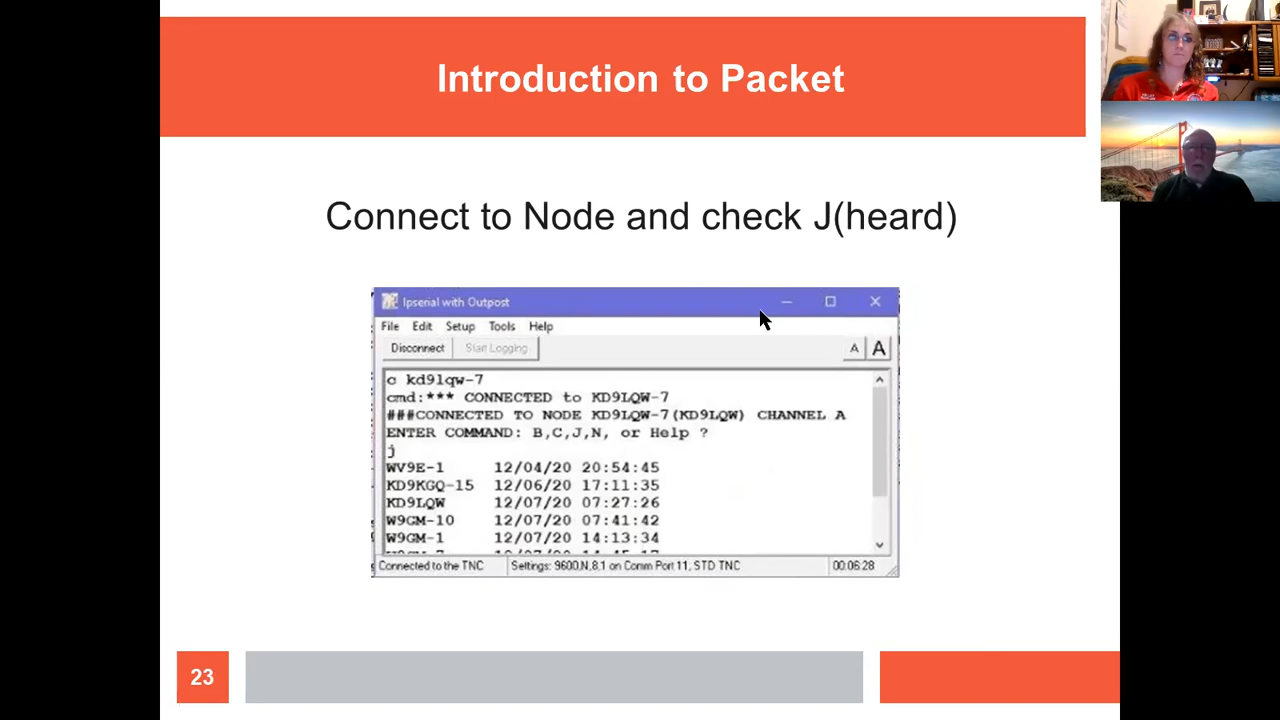 Introduction to Packet
Connect to Node and check J(heard)
Ipserial with Outpost
File Edit Setup Tools Help
Disconnect Start Logging A A
c kd9lqw-7
cmd:*** CONNECTED to KD9LQW-7
###CONNECTED TO NODE KD9LQW-7(KD9LQW) CHANNEL A
ENTER COMMAND: B,C,J,N, or Help ?
j
WV9E-1 12/04/20 20:54:45
KD9KGQ-15 12/06/20 17:11:35
KD9LQW 12/07/20 07:27:26
W9GM-10 12/07/20 07:41:42
W9GM-1 12/07/20 14:13:34
Connected to the TNC Settings: 9600,N,8,1 on Comm Port 11, STD TNC 00:06:28
23